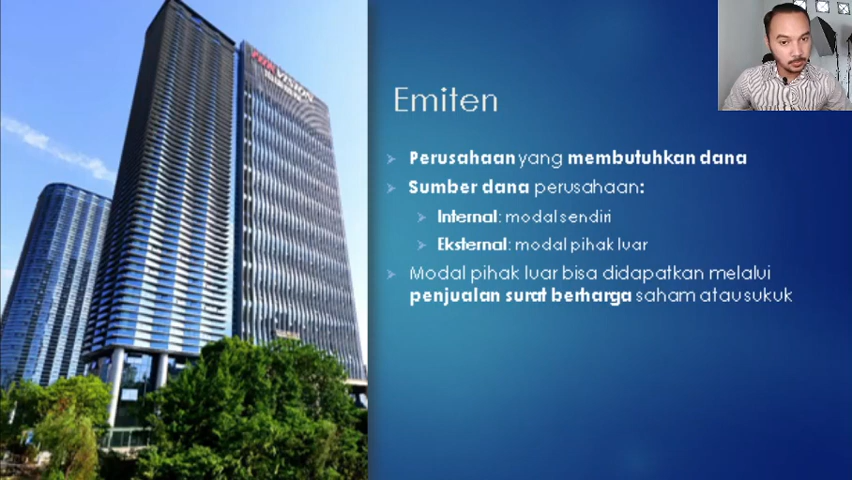 Emiten
Perusahaan yang membutuhkan dana
Sumber dana perusahaan:
Internal: modal sendiri
Eksternal: modal pihak luar
Modal pihak luar bisa didapatkan melalui
penjualan surat berharga saham atau sukuk